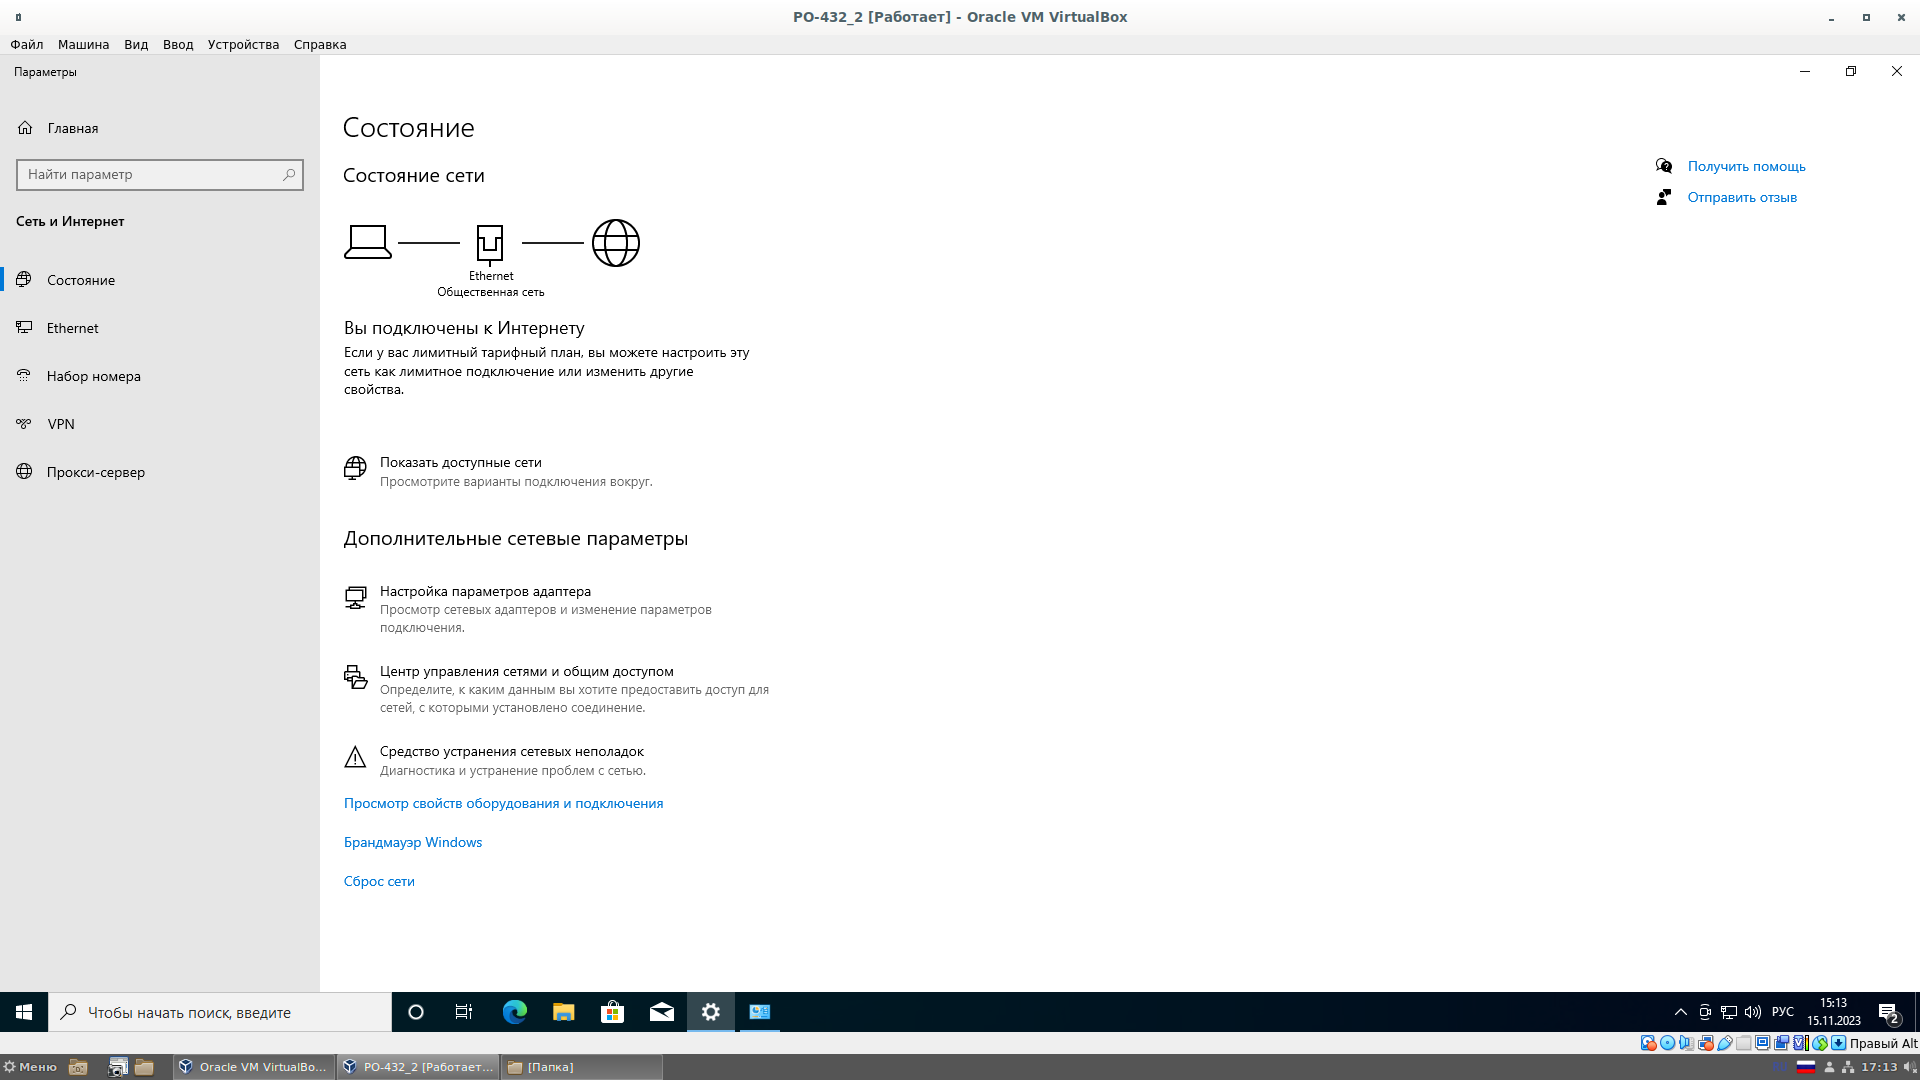 PO-432_2 [Работает] - Oracle VM VirtualBox
Файл Машина Вид Ввод Устройства Справка
Параметры
Главная
Найти параметр
Сеть и Интернет
Состояние
Ethernet
Набор номера
VPN
Прокси-сервер
Состояние
Состояние сети
Ethernet
Общественная сеть
Вы подключены к Интернету
Если у вас лимитный тарифный план, вы можете настроить эту
сеть как лимитное подключение или изменить другие
свойства.
Показать доступные сети
Просмотрите варианты подключения вокруг.
Дополнительные сетевые параметры
Настройка параметров адаптера
Просмотр сетевых адаптеров и изменение параметров
подключения.
Центр управления сетями и общим доступом
Определите, к каким данным вы хотите предоставить доступ для
сетей, с которыми установлено соединение.
Средство устранения сетевых неполадок
Диагностика и устранение проблем с сетью.
Просмотр свойств оборудования и подключения
Брандмауэр Windows
Сброс сети
Получить помощь
Отправить отзыв
Чтобы начать поиск, введите
РУС
15:13
15.11.2023
2
Правый Alt
Меню
Oracle VM VirtualBo...
PO-432_2 [Работает...
[Папка]
17:13